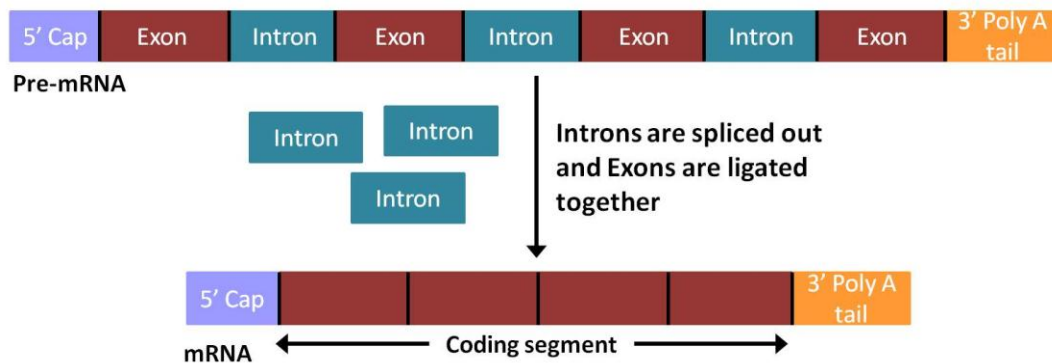 5’ Cap Exon Intron Exon Intron Exon Intron Exon 3’ Poly A
tail
Pre-mRNA
Intron Intron
Intron
Introns are spliced out
and Exons are ligated
together
5’ Cap 3’ Poly A
tail
mRNA Coding segment